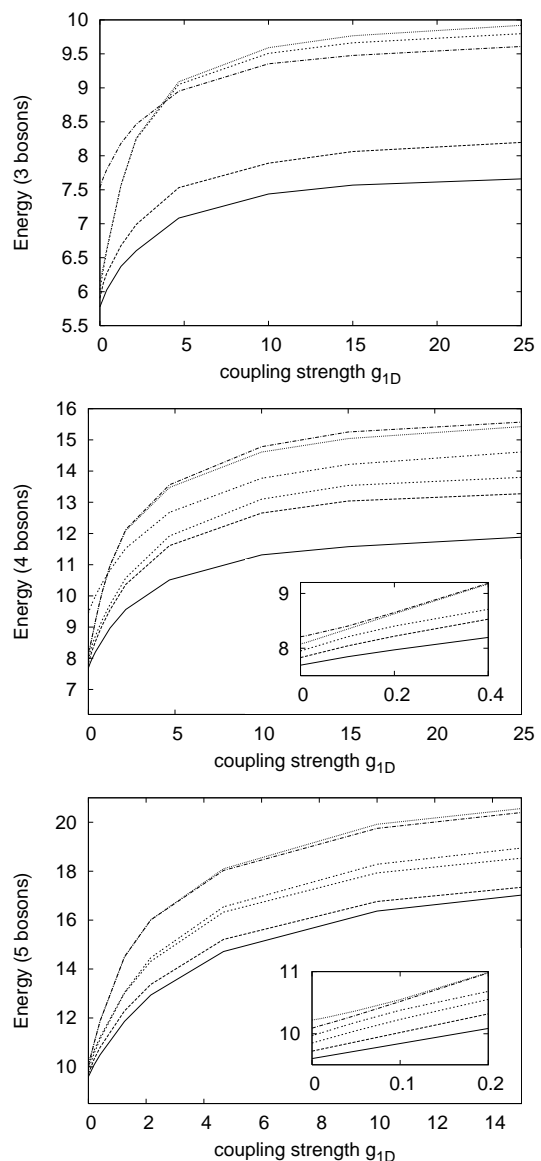 10
9.5
9
8.5
8
7.5
7
6.5
6
5.5
Energy (3 bosons)
0 5 10 15 20 25
coupling strength g1D
16
15
14
13
12
11
10
9
8
7
Energy (4 bosons)
9
8
0 0.2 0.4
0 5 10 15 20 25
coupling strength g1D
20
18
16
14
12
10
Energy (5 bosons)
11
10
0 0.1 0.2
0 2 4 6 8 10 12 14
coupling strength g1D